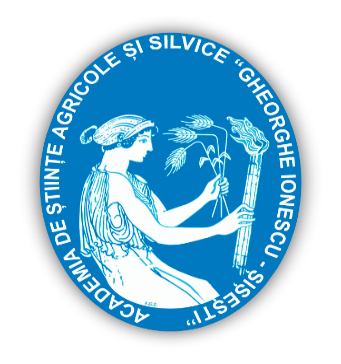 ACADEMIA DE ȘTIINȚE AGRICOLE ȘI SILVICE "GHEORGHE IONESCU - ȘIȘEȘTI"